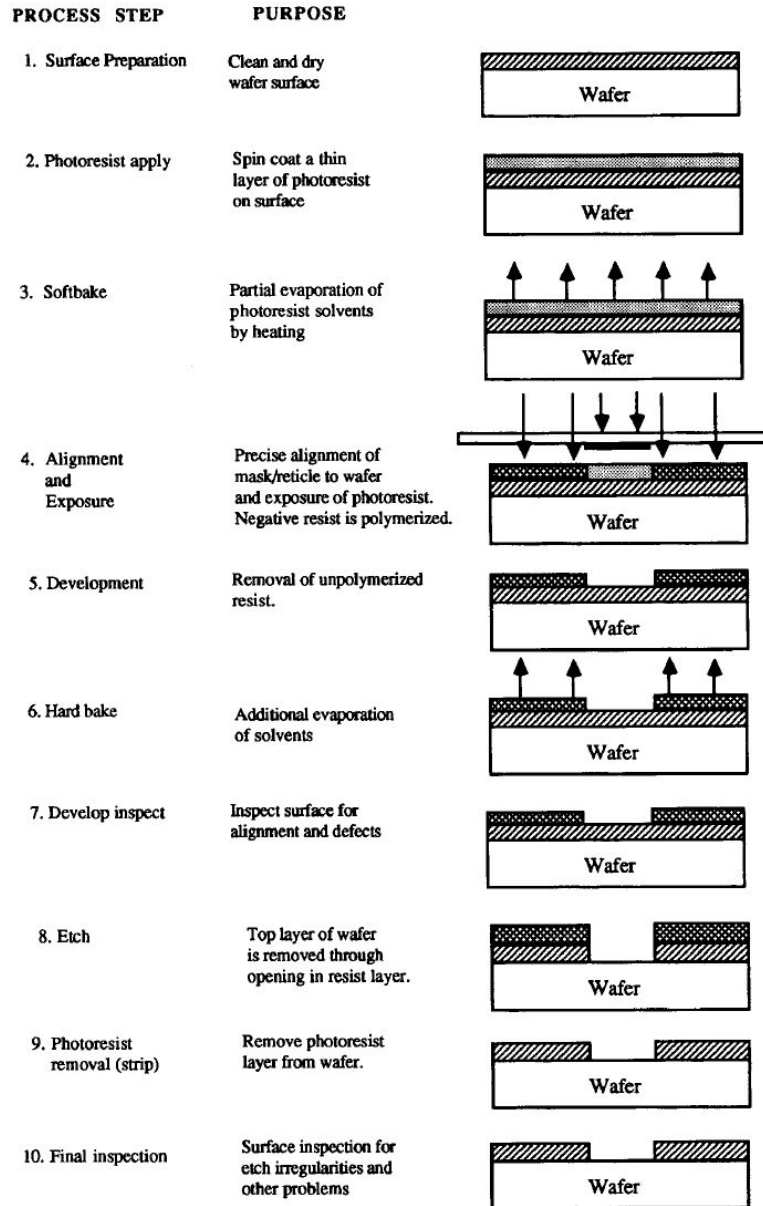 PROCESS STEP PURPOSE
1. Surface Preparation Clean and dry
wafer surface
Wafer
2. Photoresist apply Spin coat a thin
layer of photoresist
on surface
Wafer
3. Softbake Partial evaporation of
photoresist solvents
by heating
Wafer
4. Alignment Precise alignment of
and mask/reticle to wafer
Exposure and exposure of photoresist.
Negative resist is polymerized.
Wafer
5. Development Removal of unpolymerized
resist.
Wafer
6. Hard bake Additional evaporation
of solvents
Wafer
7. Develop inspect Inspect surface for
alignment and defects
Wafer
8. Etch Top layer of wafer
is removed through
opening in resist layer.
Wafer
9. Photoresist Remove photoresist
removal (strip) layer from wafer.
Wafer
10. Final inspection Surface inspection for
etch irregularities and
other problems
Wafer